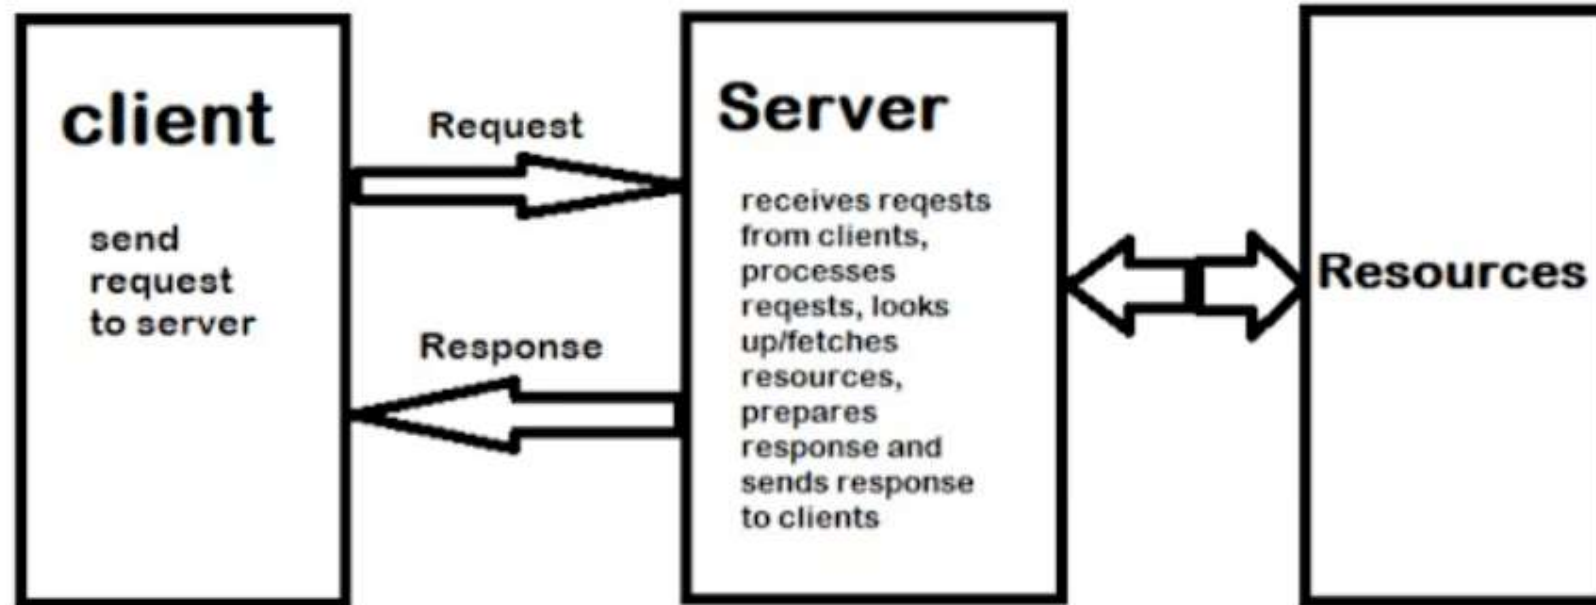 client
send
request
to server
Request
Response
Server
receives reqests
from clients,
processes
reqests, looks
up/fetches
resources,
prepares
response and
sends response
to clients
Resources